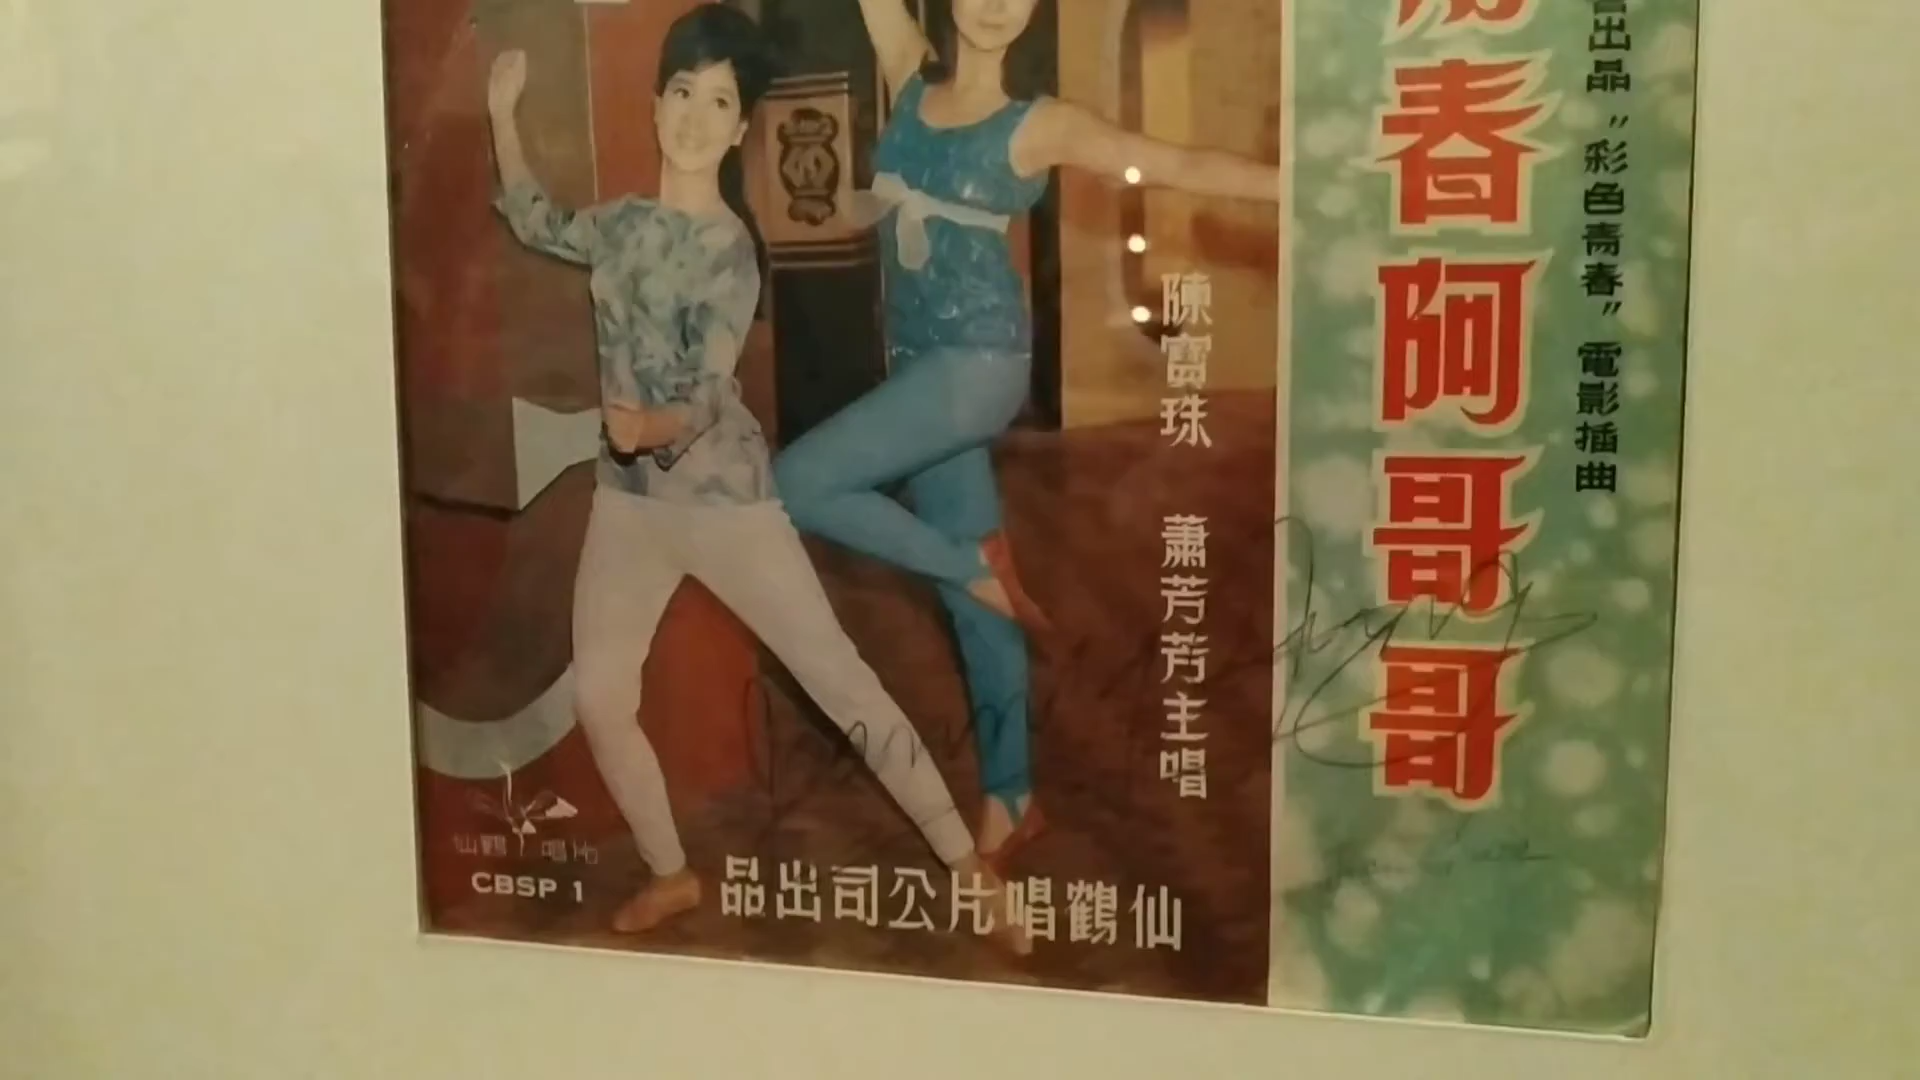 出品〝彩色青春〞電影插曲
青春阿哥哥
陳寶珠 蕭芳芳主唱
仙鶴唱片
CBSP 1
品出司公片唱鶴仙